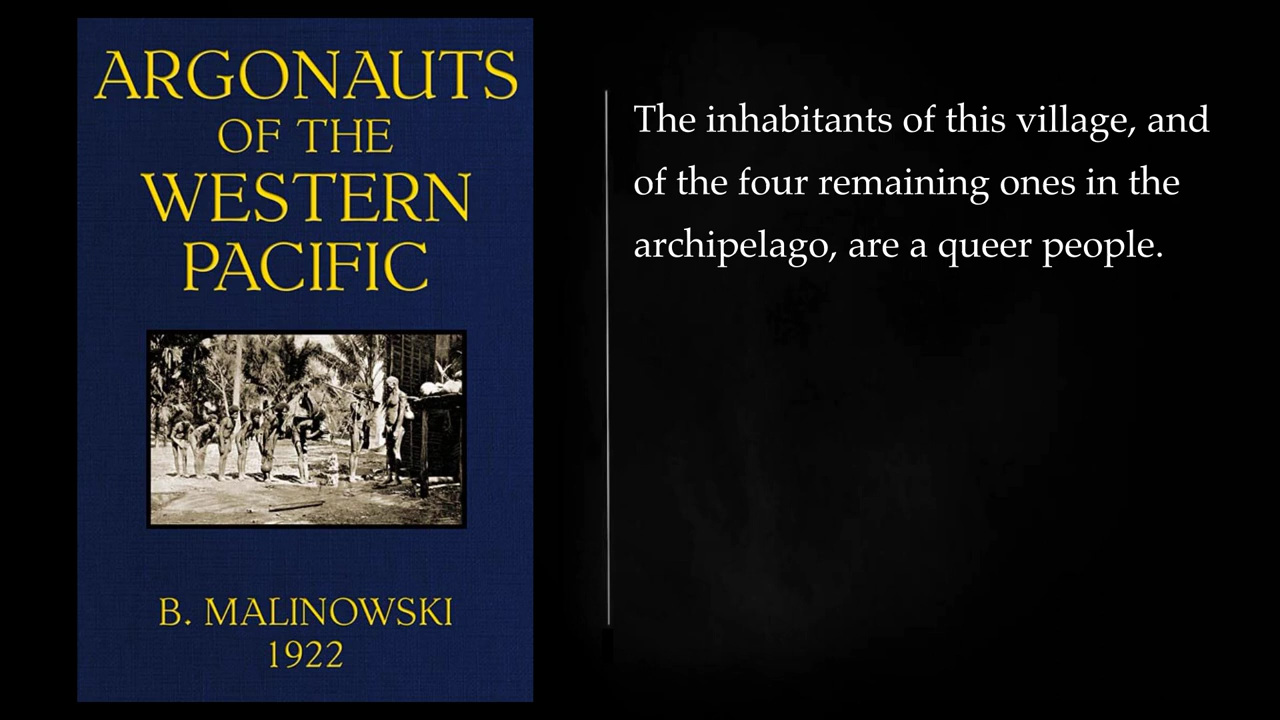 ARGONAUTS
OF THE
WESTERN
PACIFIC
B. MALINOWSKI
1922
The inhabitants of this village, and
of the four remaining ones in the
archipelago, are a queer people.